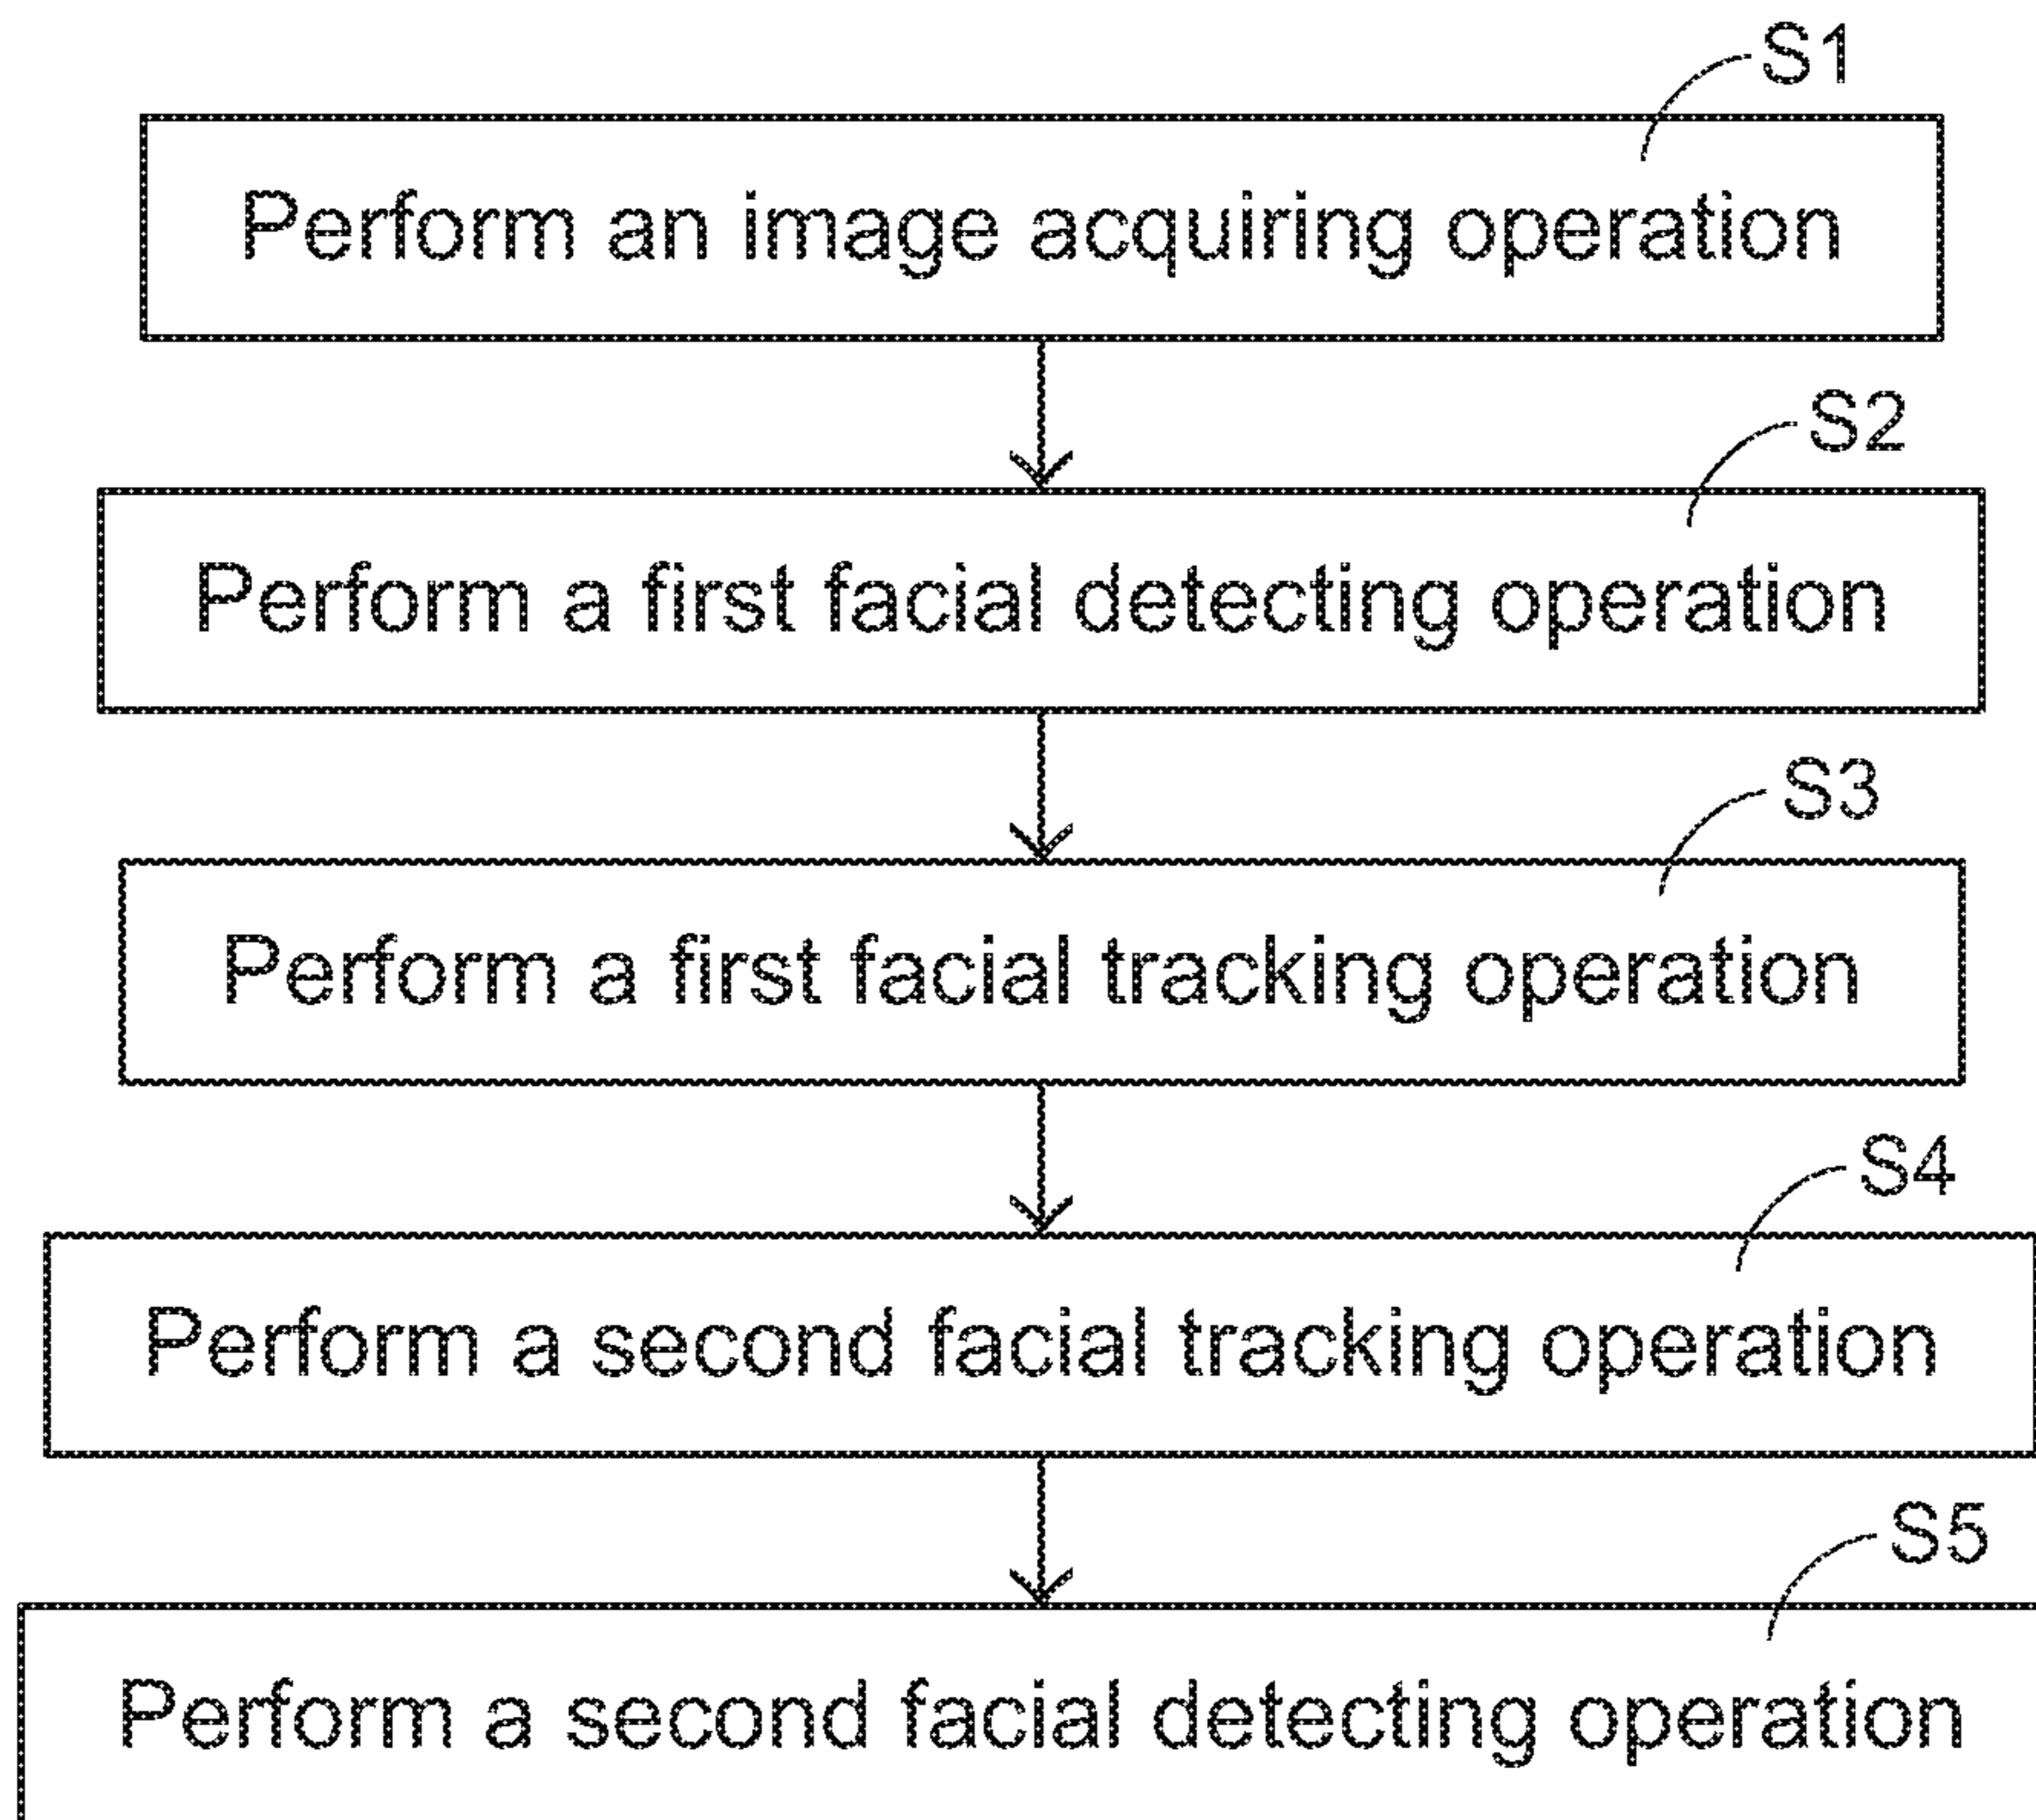 S1
Perform an image acquiring operation
S2
Perform a first facial detecting operation
S3
Perform a first facial tracking operation
S4
Perform a second facial tracking operation
S5
Perform a second facial detecting operation